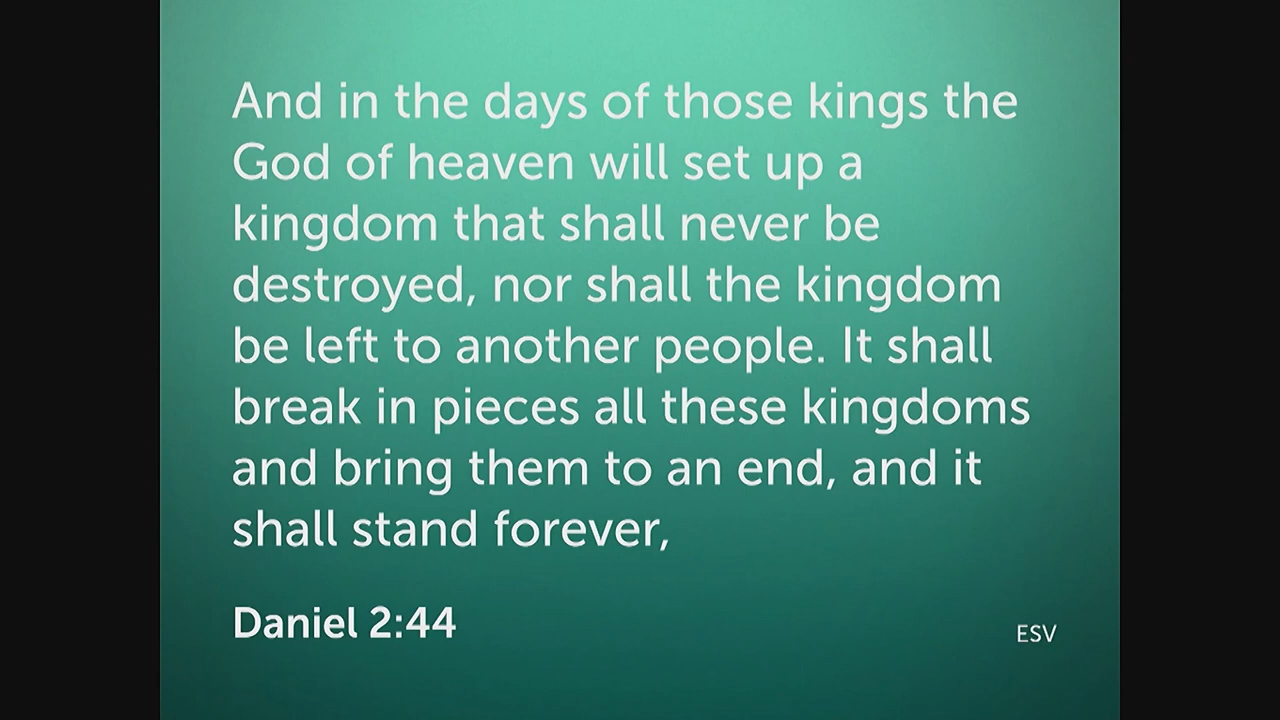 And in the days of those kings the
God of heaven will set up a
kingdom that shall never be
destroyed, nor shall the kingdom
be left to another people. It shall
break in pieces all these kingdoms
and bring them to an end, and it
shall stand forever,
Daniel 2:44
ESV